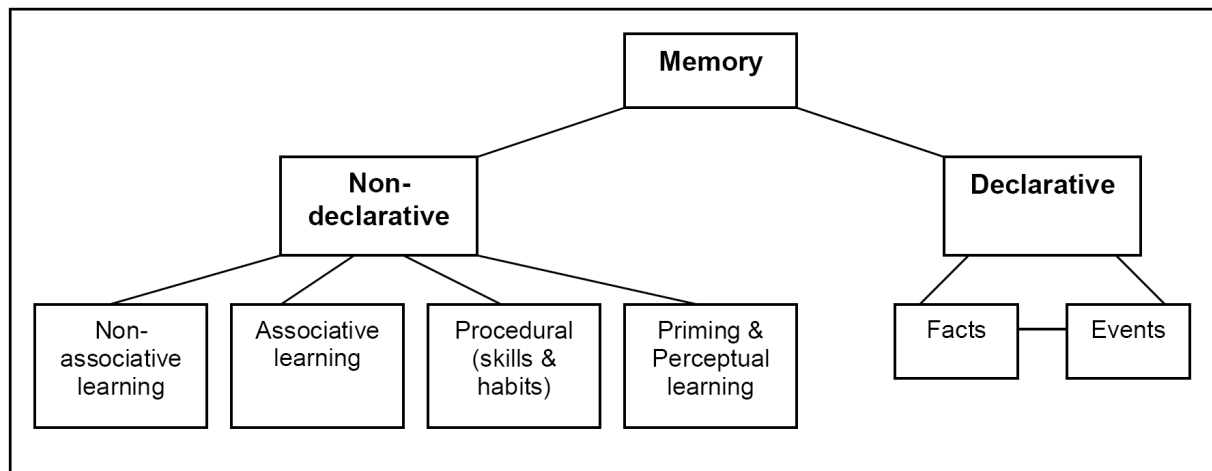 Memory
Non-
declarative
Declarative
Non-
associative
learning
Associative
learning
Procedural
(skills &
habits)
Priming &
Perceptual
learning
Facts
Events